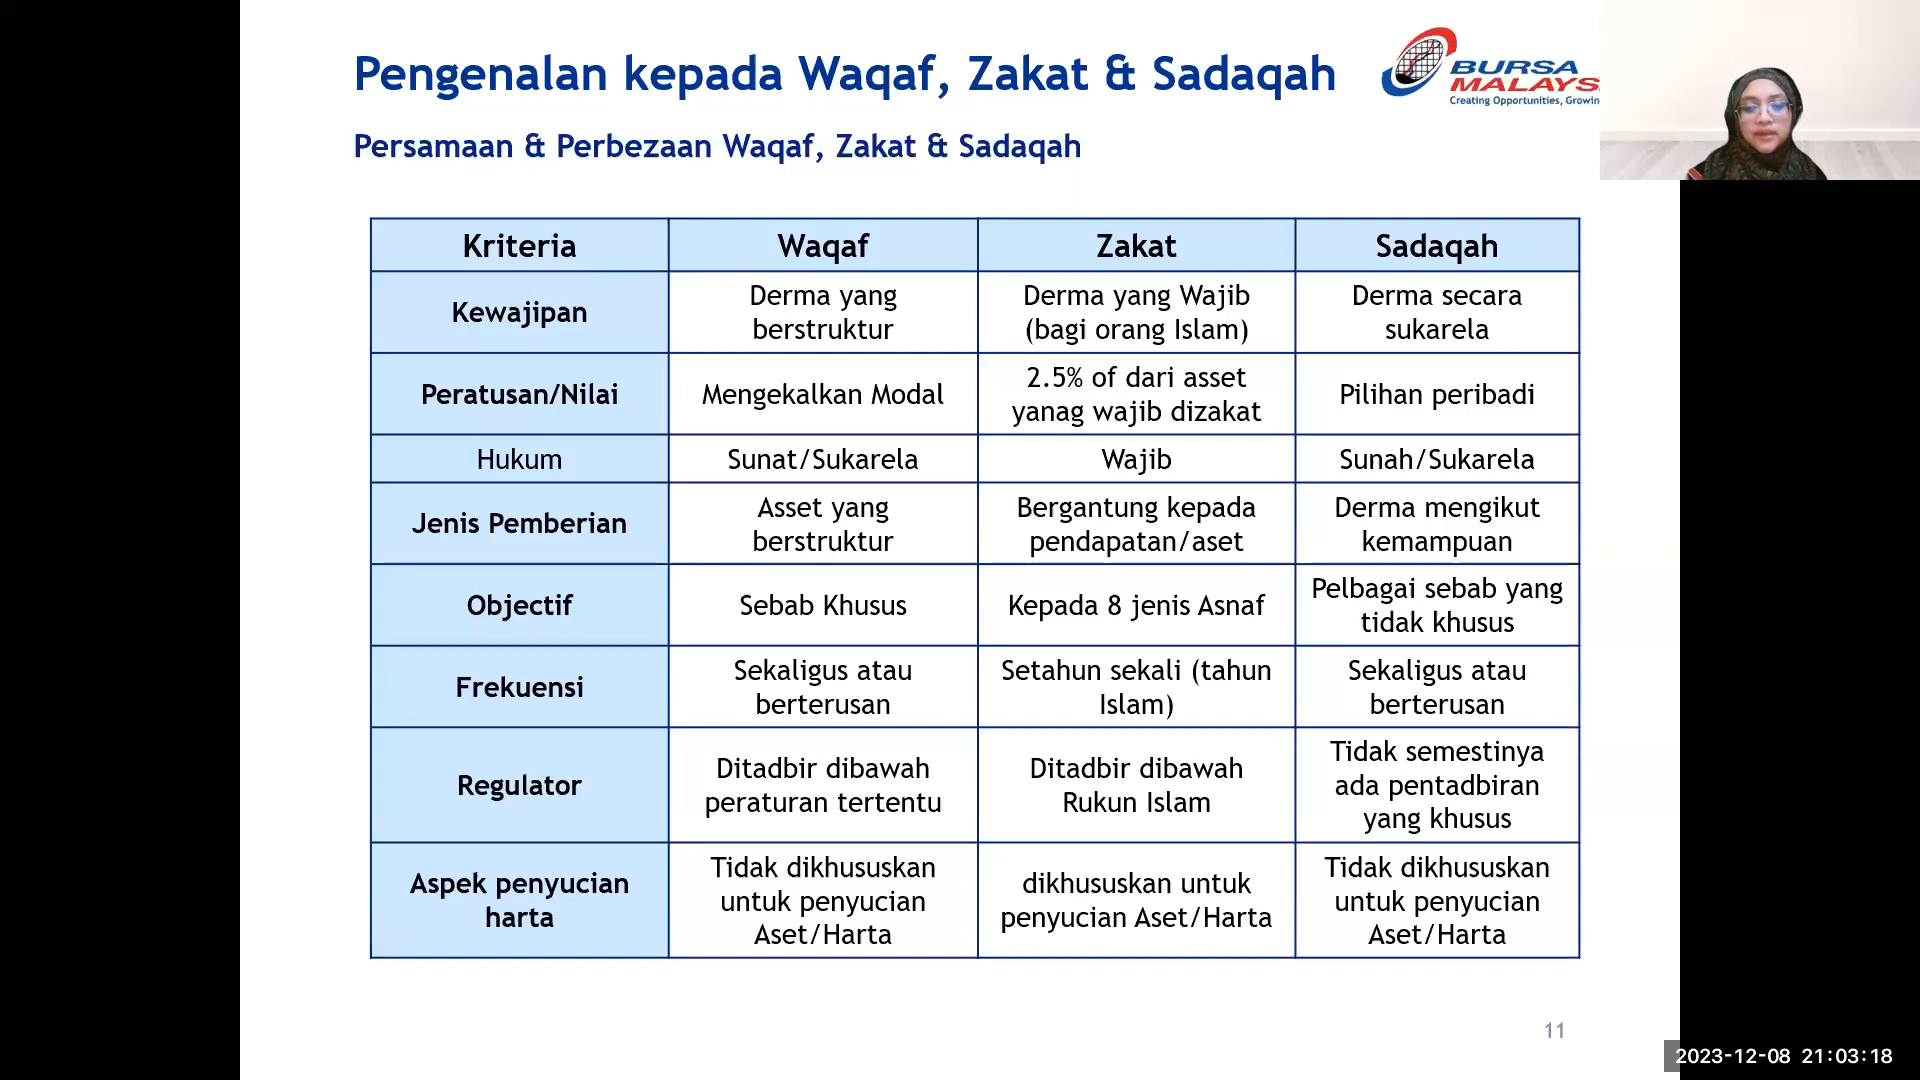 Pengenalan kepada Waqaf, Zakat & Sadaqah
BURSA
MALAYS
Creating Opportunities, Growin
Persamaan & Perbezaan Waqaf, Zakat & Sadaqah
Kriteria
Waqaf
Zakat
Sadaqah
Kewajipan
Derma yang
berstruktur
Derma yang Wajib
(bagi orang Islam)
Derma secara
sukarela
Peratusan/Nilai
Mengekalkan Modal
2.5% of dari asset
yanag wajib dizakat
Pilihan peribadi
Hukum
Sunat/Sukarela
Wajib
Sunah/Sukarela
Jenis Pemberian
Asset yang
berstruktur
Bergantung kepada
pendapatan/aset
Derma mengikut
kemampuan
Objectif
Sebab Khusus
Kepada 8 jenis Asnaf
Pelbagai sebab yang
tidak khusus
Frekuensi
Sekaligus atau
berterusan
Setahun sekali (tahun
Islam)
Sekaligus atau
berterusan
Regulator
Ditadbir dibawah
peraturan tertentu
Ditadbir dibawah
Rukun Islam
Tidak semestinya
ada pentadbiran
yang khusus
Aspek penyucian
harta
Tidak dikhususkan
untuk penyucian
Aset/Harta
dikhususkan untuk
penyucian Aset/Harta
Tidak dikhususkan
untuk penyucian
Aset/Harta
11
2023-12-08 21:03:18